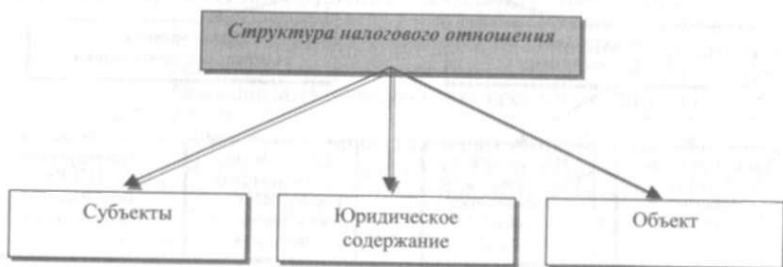 Структура налогового отношения
Субъекты
Юридическое
содержание
Объект